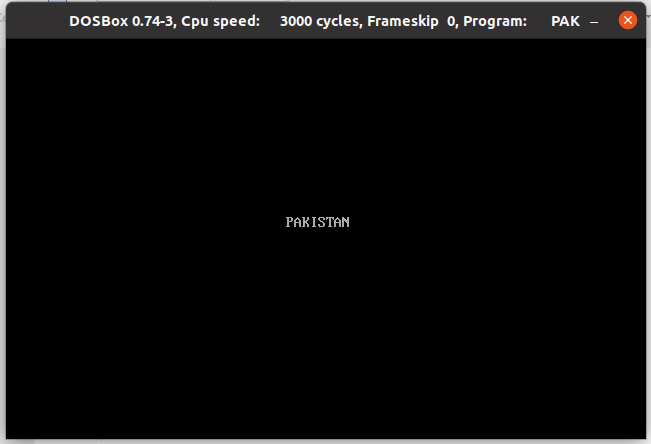 DOSBox 0.74-3, Cpu speed: 3000 cycles, Frameskip 0, Program: PAK
PAKISTAN